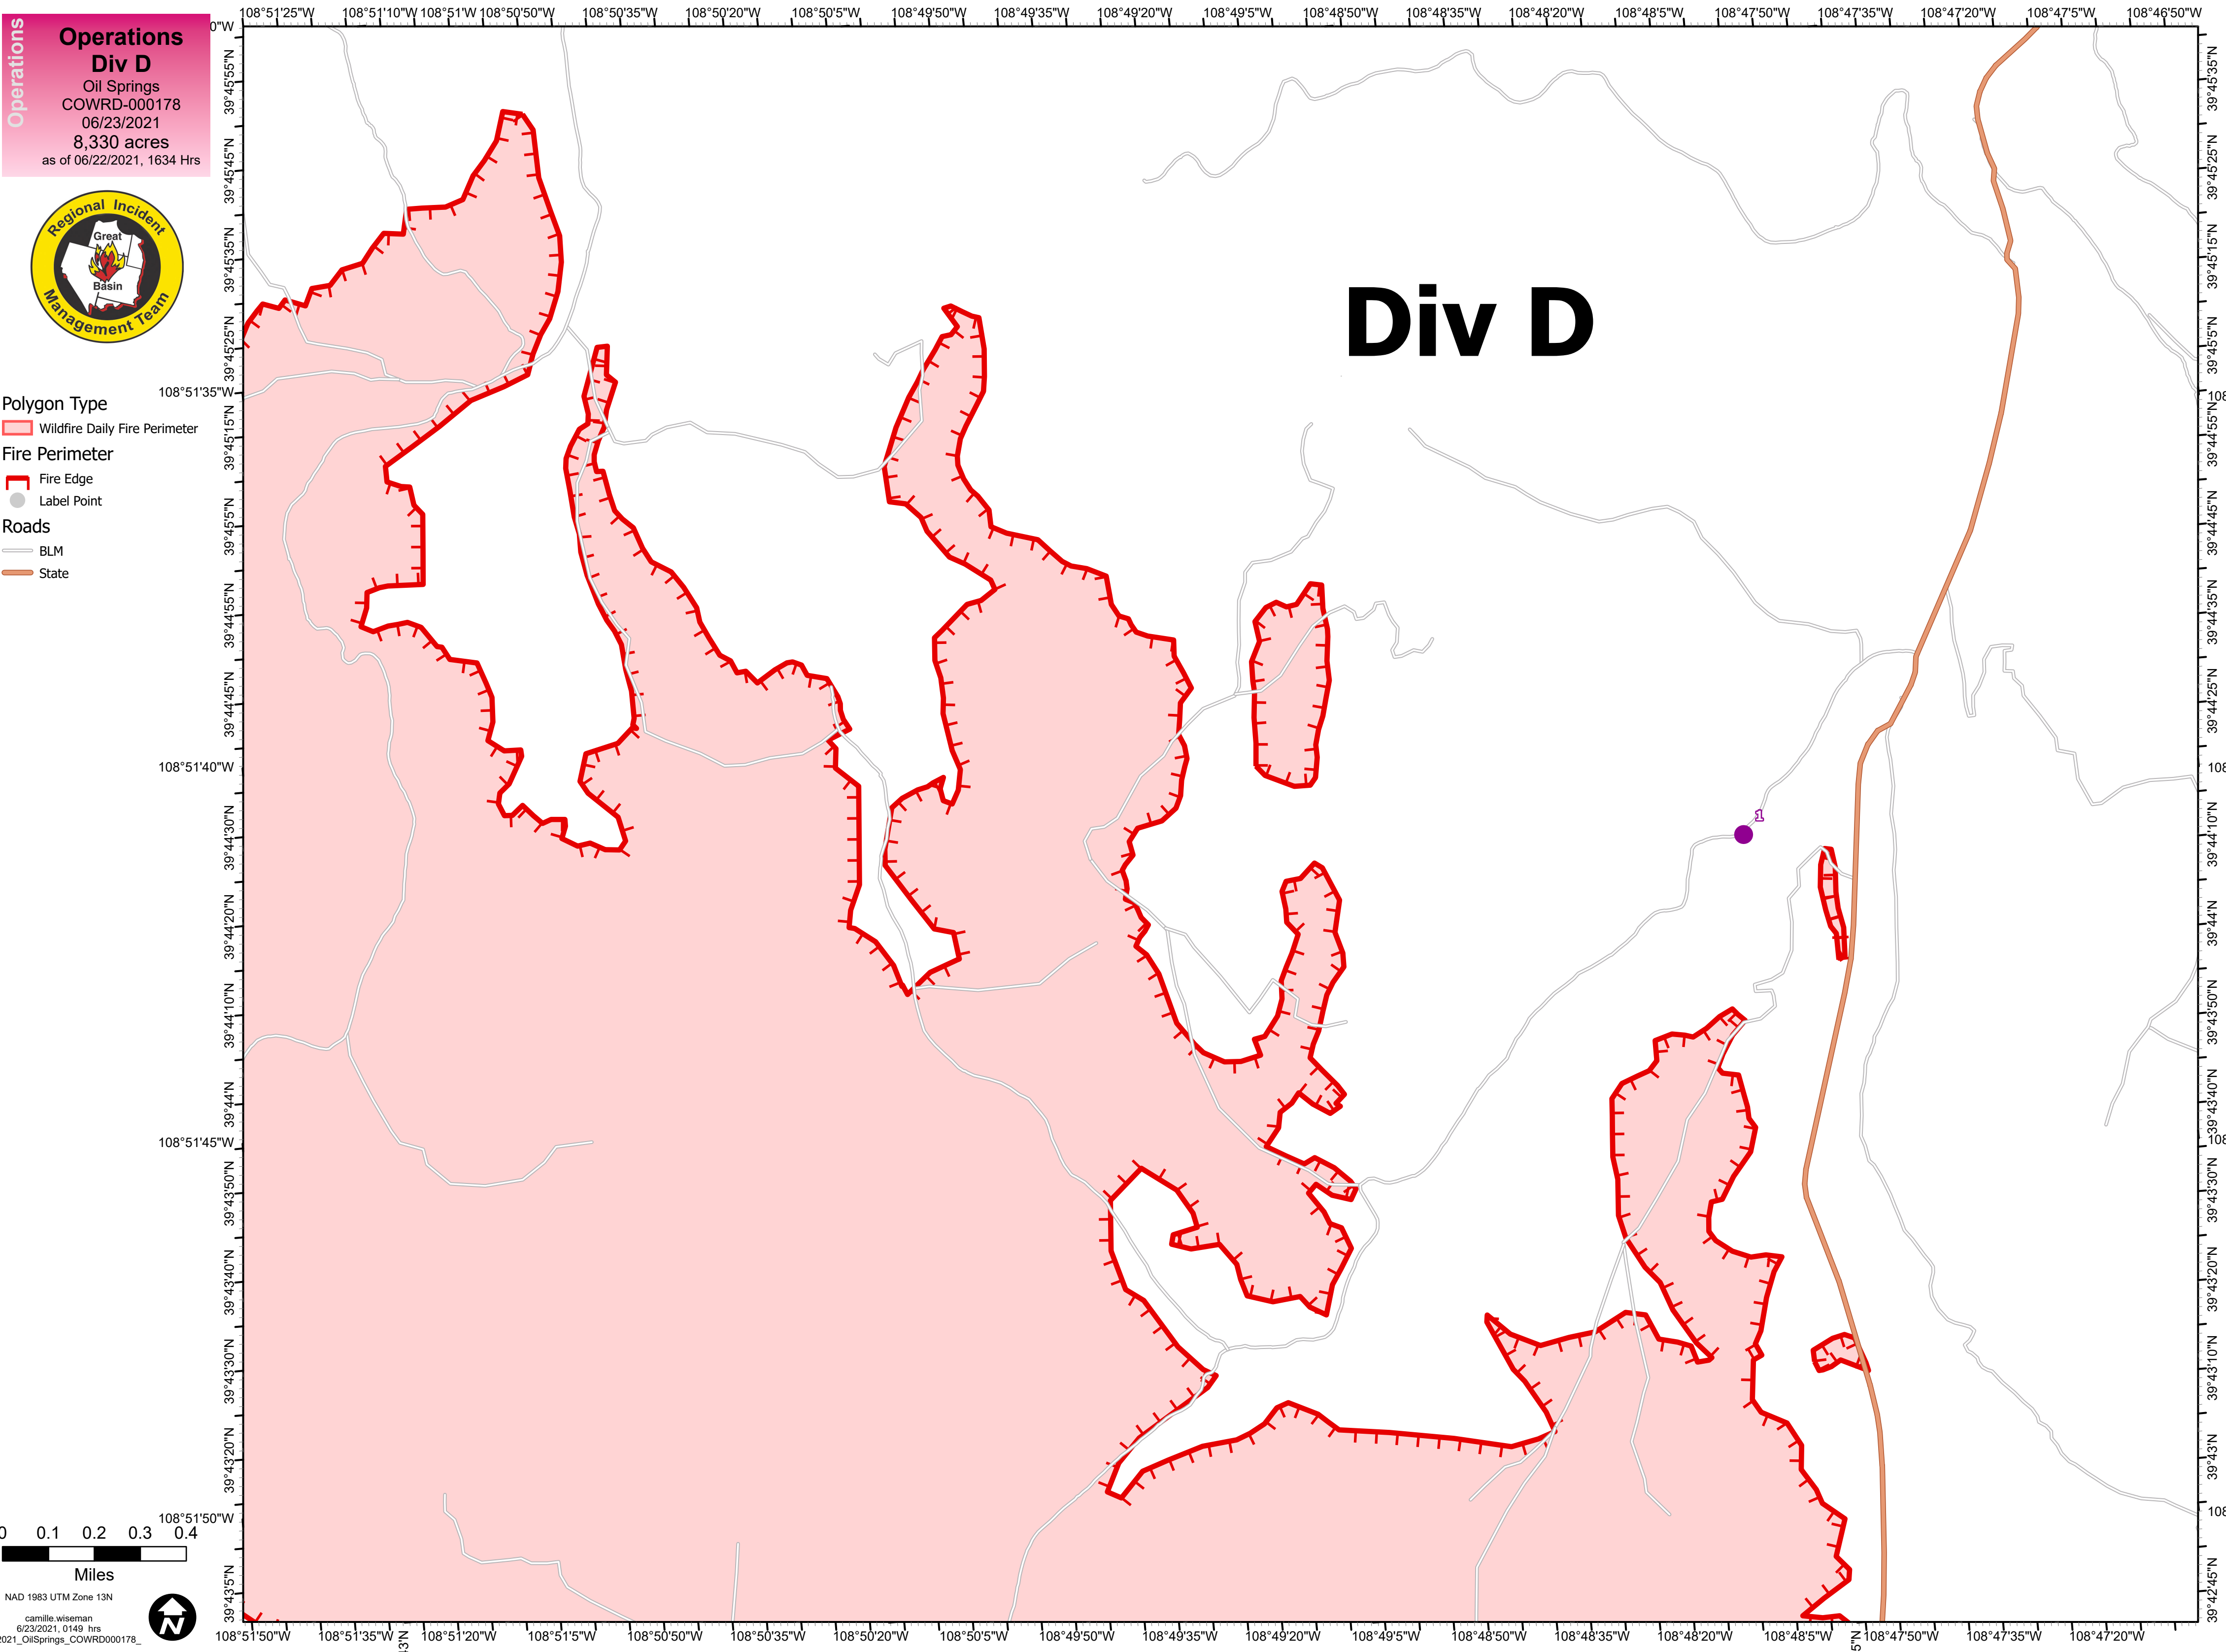 Operations
Operations
Div D
Oil Springs
COWRD-000178
06/23/2021
8,330 acres
as of 06/22/2021, 1634 Hrs
Regional Incident
Great
Basin
Management Team
Polygon Type
Wildfire Daily Fire Perimeter
Fire Perimeter
Fire Edge
Label Point
Roads
BLM
State
0 0.1 0.2 0.3 0.4
Miles
NAD 1983 UTM Zone 13N
camille.wiseman
6/23/2021, 0149 hrs
2021_OilSprings_COWRD000178_
N
108°51'25"W 108°51'10"W 108°51'W 108°50'50"W 108°50'35"W 108°50'20"W 108°50'5"W 108°49'50"W 108°49'35"W 108°49'20"W 108°49'5"W 108°48'50"W 108°48'35"W 108°48'20"W 108°48'5"W 108°47'50"W 108°47'35"W 108°47'20"W 108°47'5"W 108°46'50"W
0"W
39°45'55"N
39°45'45"N
39°45'35"N
39°45'25"N
108°51'35"W
39°45'15"N
39°45'5"N
39°44'55"N
39°44'45"N
108°51'40"W
39°44'30"N
39°44'20"N
39°44'10"N
39°44'N
108°51'45"W
39°43'50"N
39°43'40"N
39°43'30"N
39°43'20"N
108°51'50"W
39°43'5"N
Div D
1
39°45'35"N
39°45'25"N
39°45'15"N
39°45'5"N
108
39°44'55"N
39°44'45"N
39°44'35"N
39°44'25"N
108
39°44'10"N
39°44'N
39°43'50"N
39°43'40"N
108
39°43'30"N
39°43'20"N
39°43'10"N
39°43'N
108
39°42'45"N
108°51'50"W 108°51'35"W 108°51'20"W 108°51'5"W 108°50'50"W 108°50'35"W 108°50'20"W 108°50'5"W 108°49'50"W 108°49'35"W 108°49'20"W 108°49'5"W 108°48'50"W 108°48'35"W 108°48'20"W 108°48'5"W 108°47'50"W 108°47'35"W 108°47'20"W
3"N
5"N